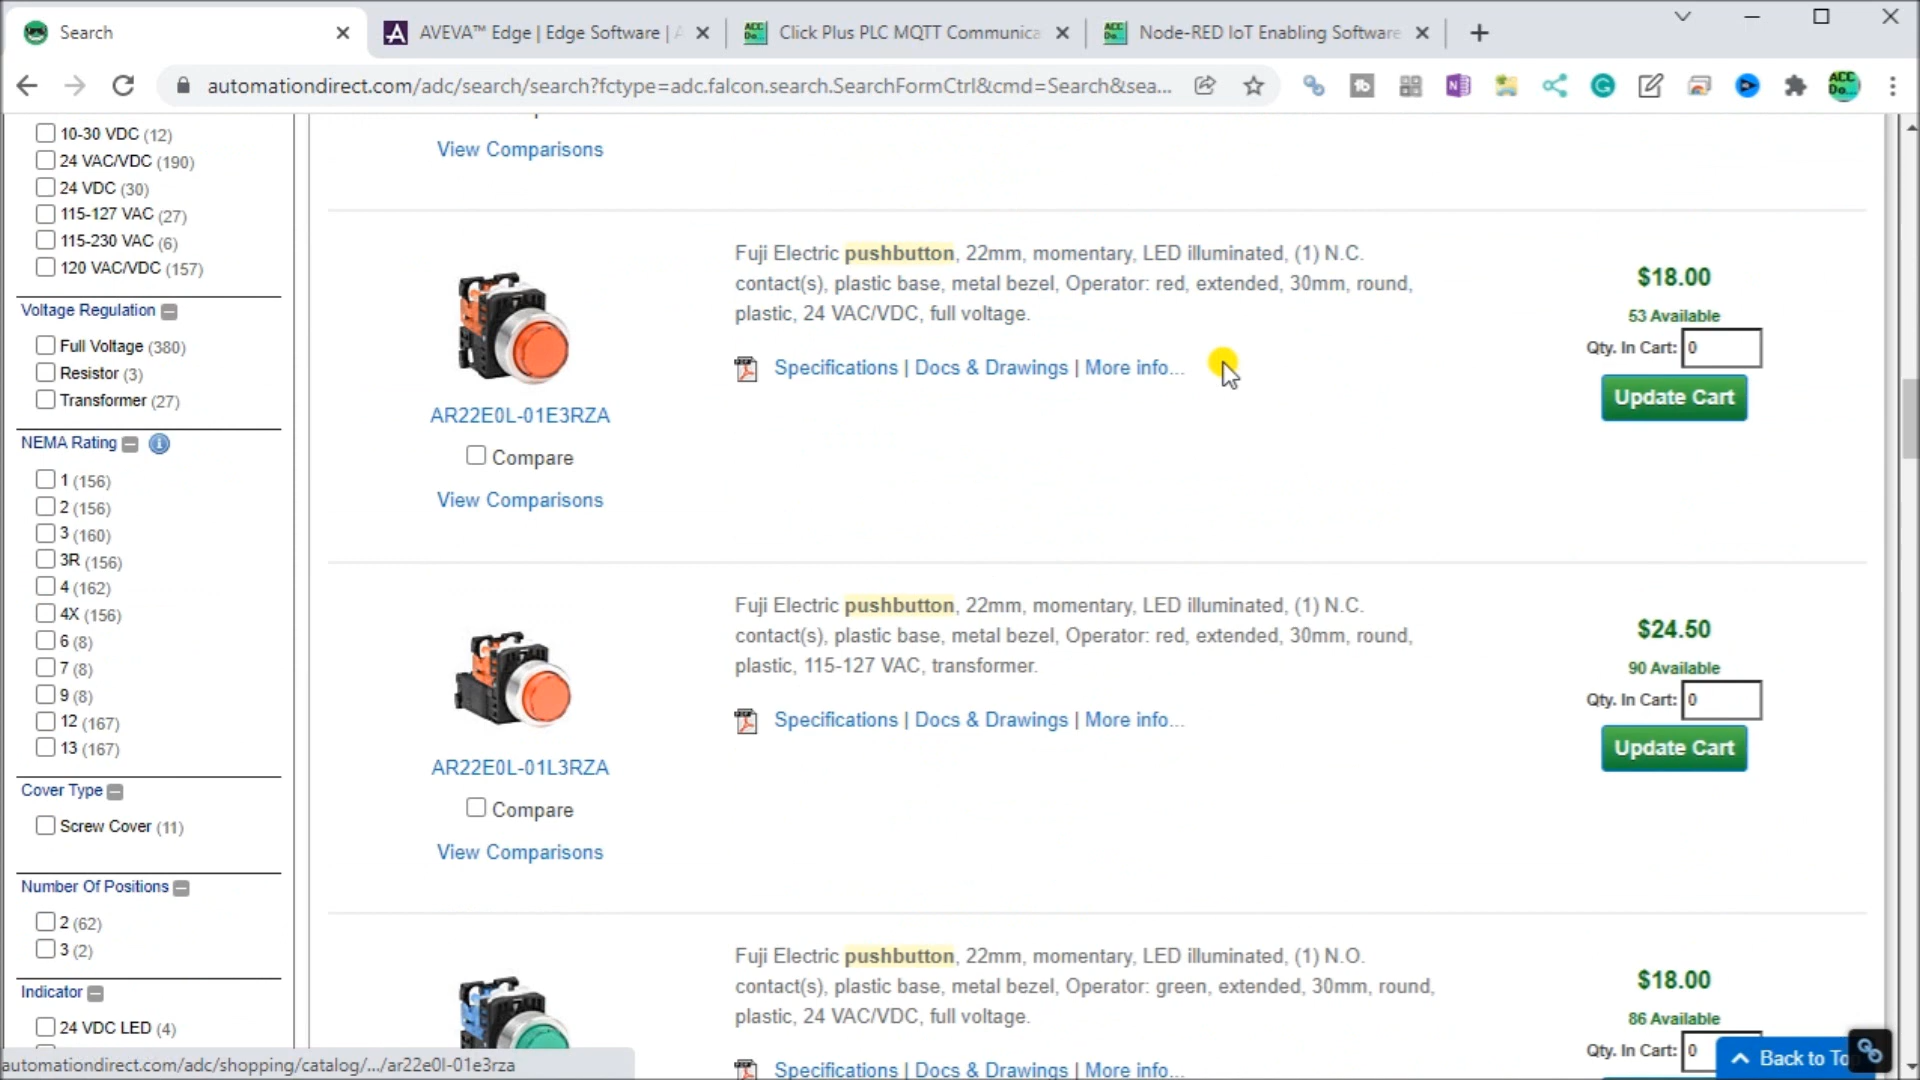 Search
AVEVA™ Edge | Edge Software |
Click Plus PLC MQTT Communica
Node-RED IoT Enabling Software
automationdirect.com/adc/search/search?fctype=adc.falcon.search.SearchFormCtrl&cmd=Search&sea...
10-30 VDC (12)
24 VAC/VDC (190)
24 VDC (30)
115-127 VAC (27)
115-230 VAC (6)
120 VAC/VDC (157)
Voltage Regulation
Full Voltage (380)
Resistor (3)
Transformer (27)
NEMA Rating
1 (156)
2 (156)
3 (160)
3R (156)
4 (162)
4X (156)
6 (8)
7 (8)
9 (8)
12 (167)
13 (167)
Cover Type
Screw Cover (11)
Number Of Positions
2 (62)
3 (2)
Indicator
24 VDC LED (4)
View Comparisons
Fuji Electric pushbutton, 22mm, momentary, LED illuminated, (1) N.C.
contact(s), plastic base, metal bezel, Operator: red, extended, 30mm, round,
plastic, 24 VAC/VDC, full voltage.
Specifications | Docs & Drawings | More info...
AR22E0L-01E3RZA
Compare
View Comparisons
$18.00
53 Available
Qty. In Cart: 0
Update Cart
Fuji Electric pushbutton, 22mm, momentary, LED illuminated, (1) N.C.
contact(s), plastic base, metal bezel, Operator: red, extended, 30mm, round,
plastic, 115-127 VAC, transformer.
Specifications | Docs & Drawings | More info...
AR22E0L-01L3RZA
Compare
View Comparisons
$24.50
90 Available
Qty. In Cart: 0
Update Cart
Fuji Electric pushbutton, 22mm, momentary, LED illuminated, (1) N.O.
contact(s), plastic base, metal bezel, Operator: green, extended, 30mm, round,
plastic, 24 VAC/VDC, full voltage.
Specifications | Docs & Drawings | More info...
$18.00
86 Available
Qty. In Cart: 0
Back to Top
automationdirect.com/adc/shopping/catalog/.../ar22e0l-01e3rza